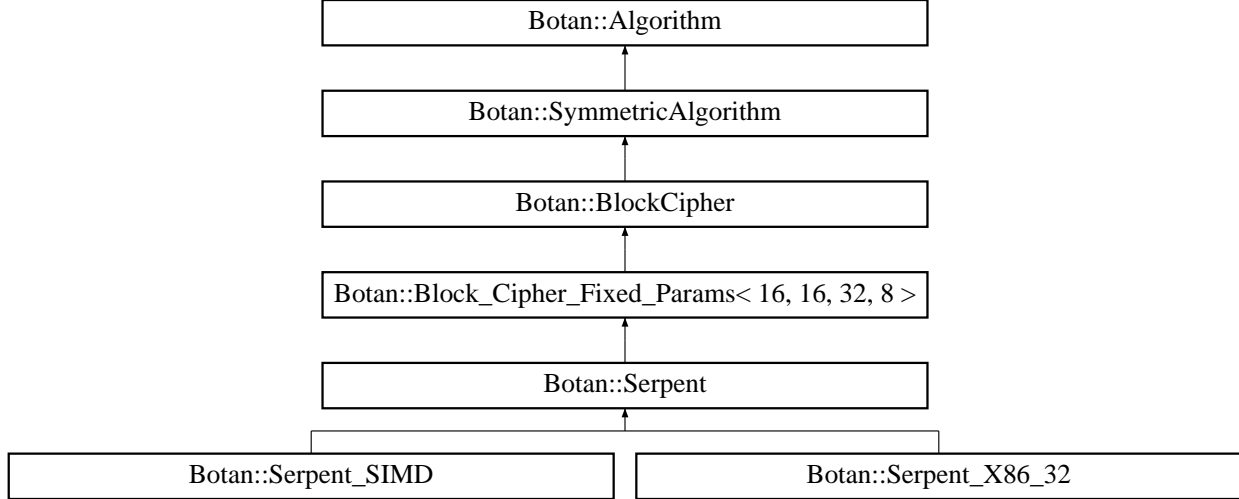 Botan::Algorithm
Botan::SymmetricAlgorithm
Botan::BlockCipher
Botan::Block_Cipher_Fixed_Params< 16, 16, 32, 8 >
Botan::Serpent
Botan::Serpent_SIMD
Botan::Serpent_X86_32